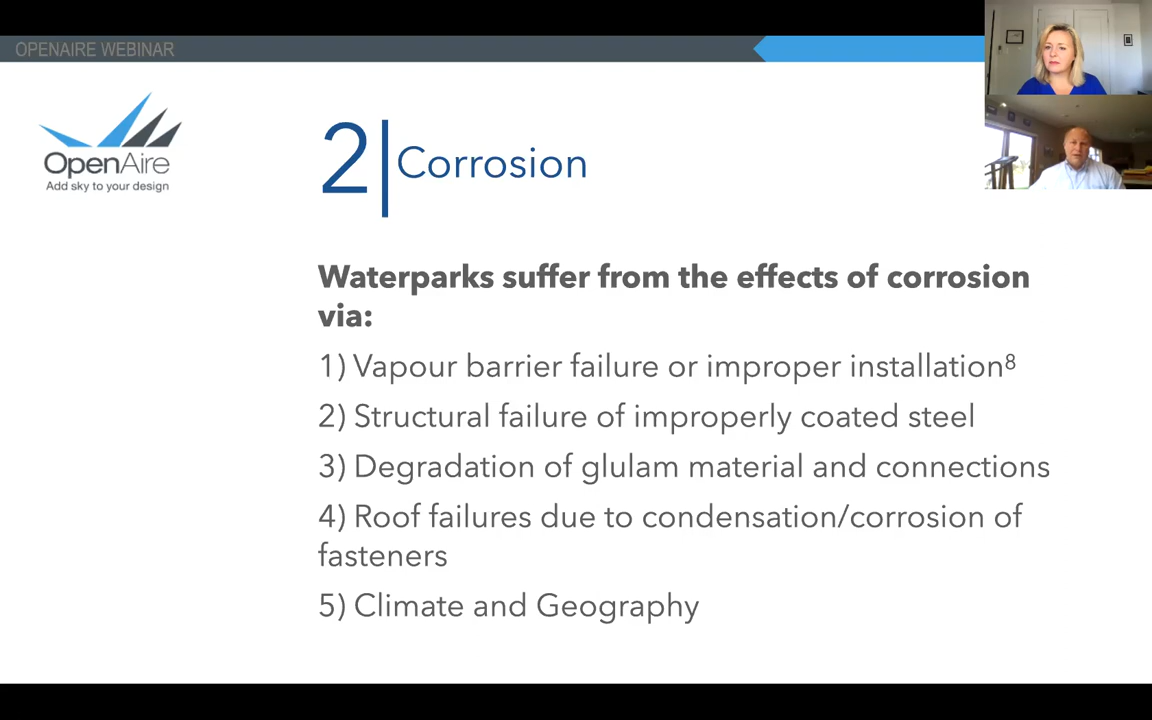 OPENAIRE WEBINAR
OpenAire
Add sky to your design
2 Corrosion
Waterparks suffer from the effects of corrosion
via:
1) Vapour barrier failure or improper installation⁸
2) Structural failure of improperly coated steel
3) Degradation of glulam material and connections
4) Roof failures due to condensation/corrosion of
fasteners
5) Climate and Geography